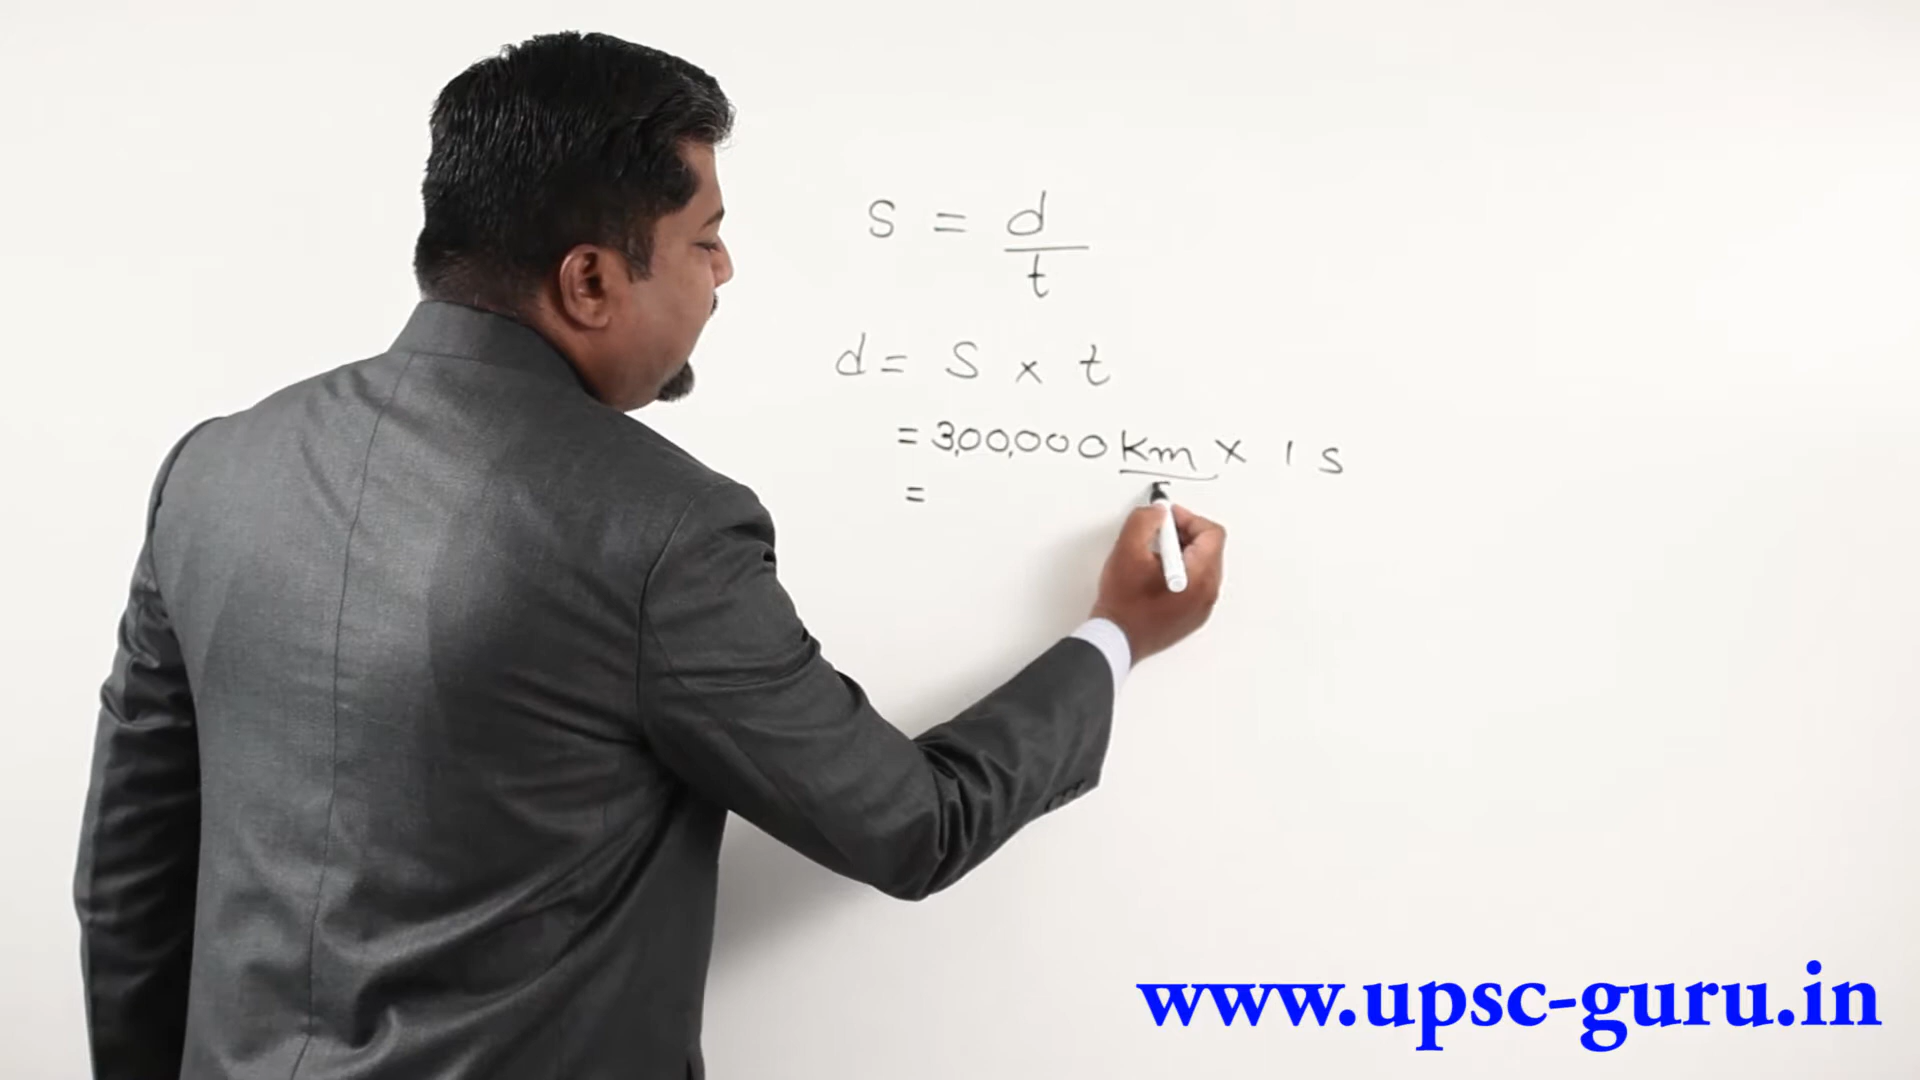 s = d
t
d = s × t
= 3,00,000 km × 1 s
=
www.upsc-guru.in